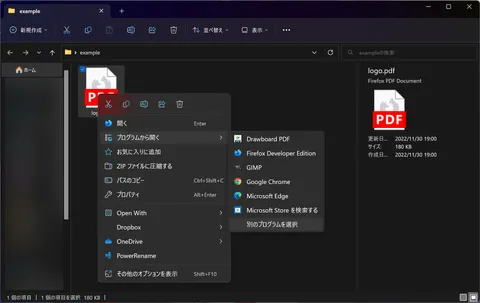 example
新規作成
並べ替え
表示
example
exampleの検索
ホーム
PDF
開く Enter
プログラムから開く
お気に入りに追加
ZIP ファイルに圧縮する
パスのコピー Ctrl+Shift+C
プロパティ Alt+Enter
Open With
Dropbox
OneDrive
PowerRename
その他のオプションを表示 Shift+F10
Drawboard PDF
Firefox Developer Edition
GIMP
Google Chrome
Microsoft Edge
Microsoft Store を検索する
別のプログラムを選択
logo.pdf
Firefox PDF Document
PDF
更新日... 2022/11/30 19:00
サイズ: 180 KB
作成日... 2022/11/30 19:00
1 個の項目 1 個の項目を選択 180 KB